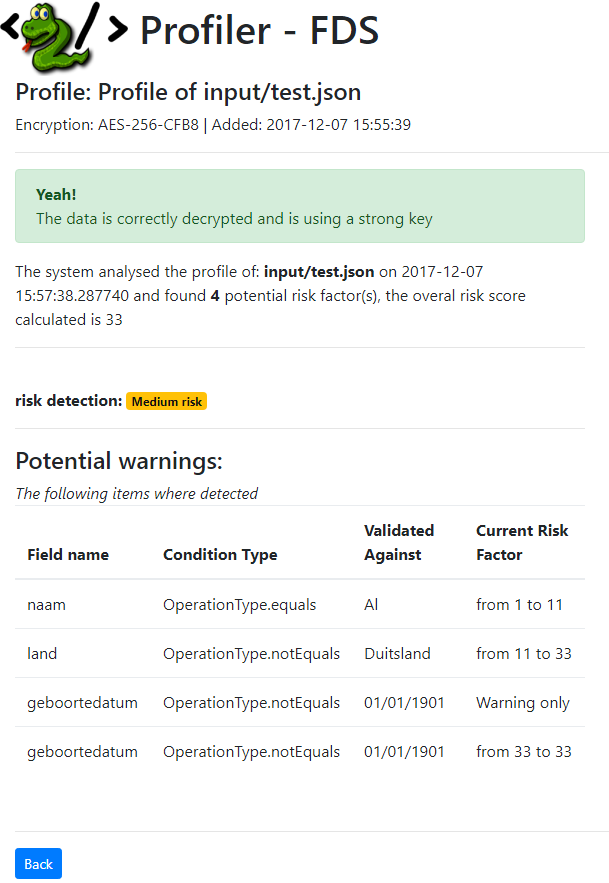 Profiler - FDS
Profile: Profile of input/test.json
Encryption: AES-256-CFB8 | Added: 2017-12-07 15:55:39
Yeah!
The data is correctly decrypted and is using a strong key
The system analysed the profile of: input/test.json on 2017-12-07
15:57:38.287740 and found 4 potential risk factor(s), the overal risk score
calculated is 33
risk detection: Medium risk
Potential warnings:
The following items where detected
Field name Condition Type Validated Against Current Risk Factor
naam OperationType.equals Al from 1 to 11
land OperationType.notEquals Duitsland from 11 to 33
geboortedatum OperationType.notEquals 01/01/1901 Warning only
geboortedatum OperationType.notEquals 01/01/1901 from 33 to 33
Back